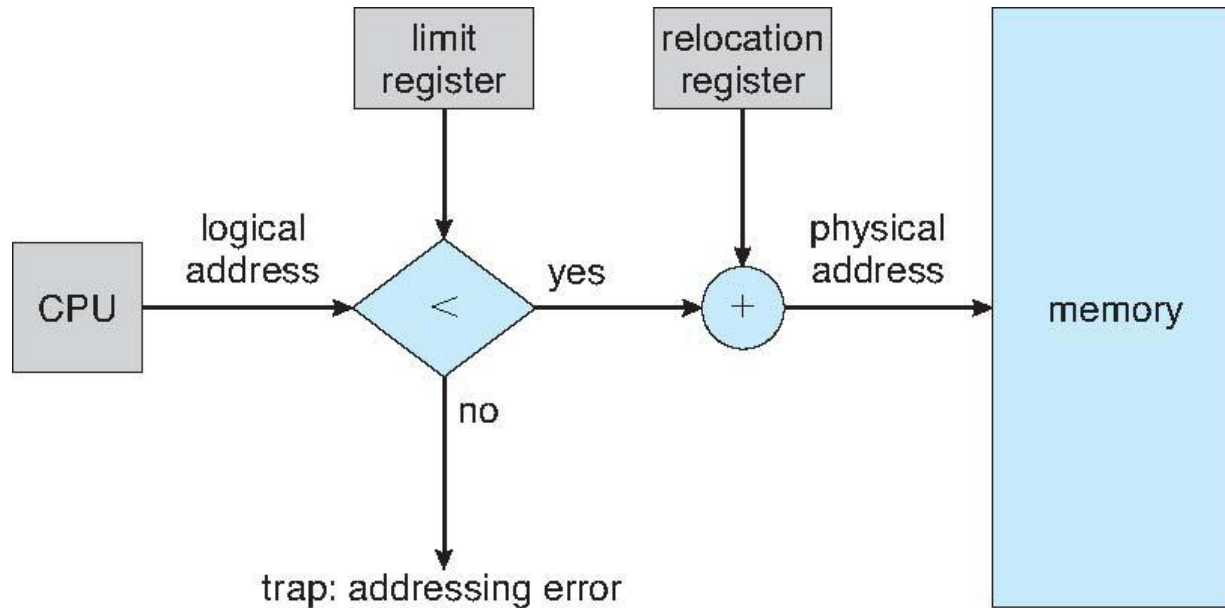 limit
register
relocation
register
logical
address
physical
address
CPU
<
yes
+
memory
no
trap: addressing error